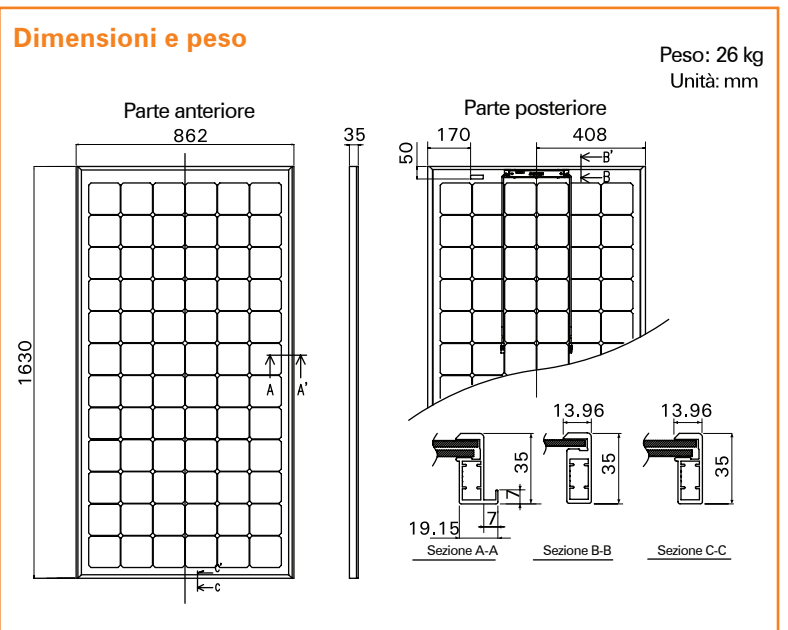 Dimensioni e peso
Peso: 26 kg
Unità: mm
Parte anteriore
Parte posteriore
862
35
170
408
50
B'
B
1630
A
A'
13.96
13.96
35
35
35
7
7
19.15
Sezione A-A
Sezione B-B
Sezione C-C
C'
C